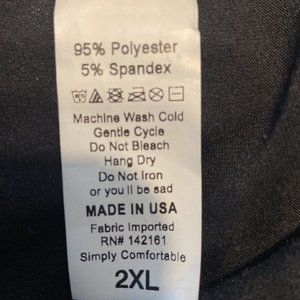 95% Polyester
5% Spandex
Machine Wash Cold
Gentle Cycle
Do Not Bleach
Hang Dry
Do Not Iron
or you ll be sad
MADE IN USA
Fabric Imported
RN# 142161
Simply Comfortable
2XL